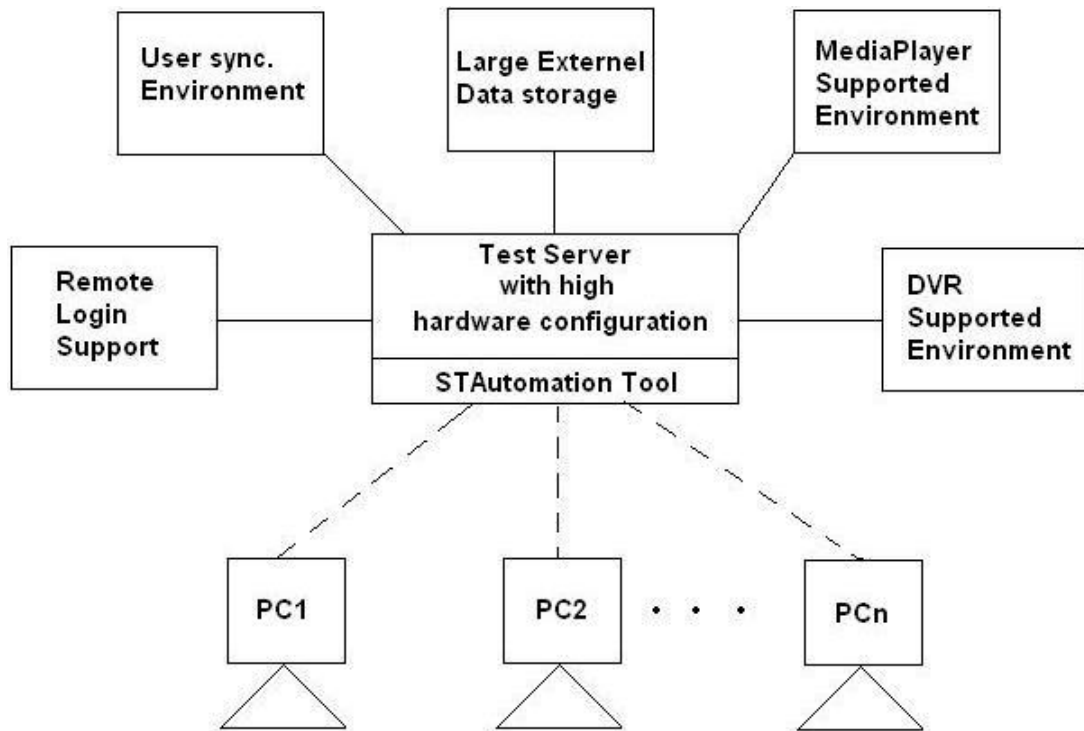 User sync.
Environment
Large Externel
Data storage
MediaPlayer
Supported
Environment
Remote
Login
Support
Test Server
with high
hardware configuration
STAutomation Tool
DVR
Supported
Environment
PC1
PC2
PCn